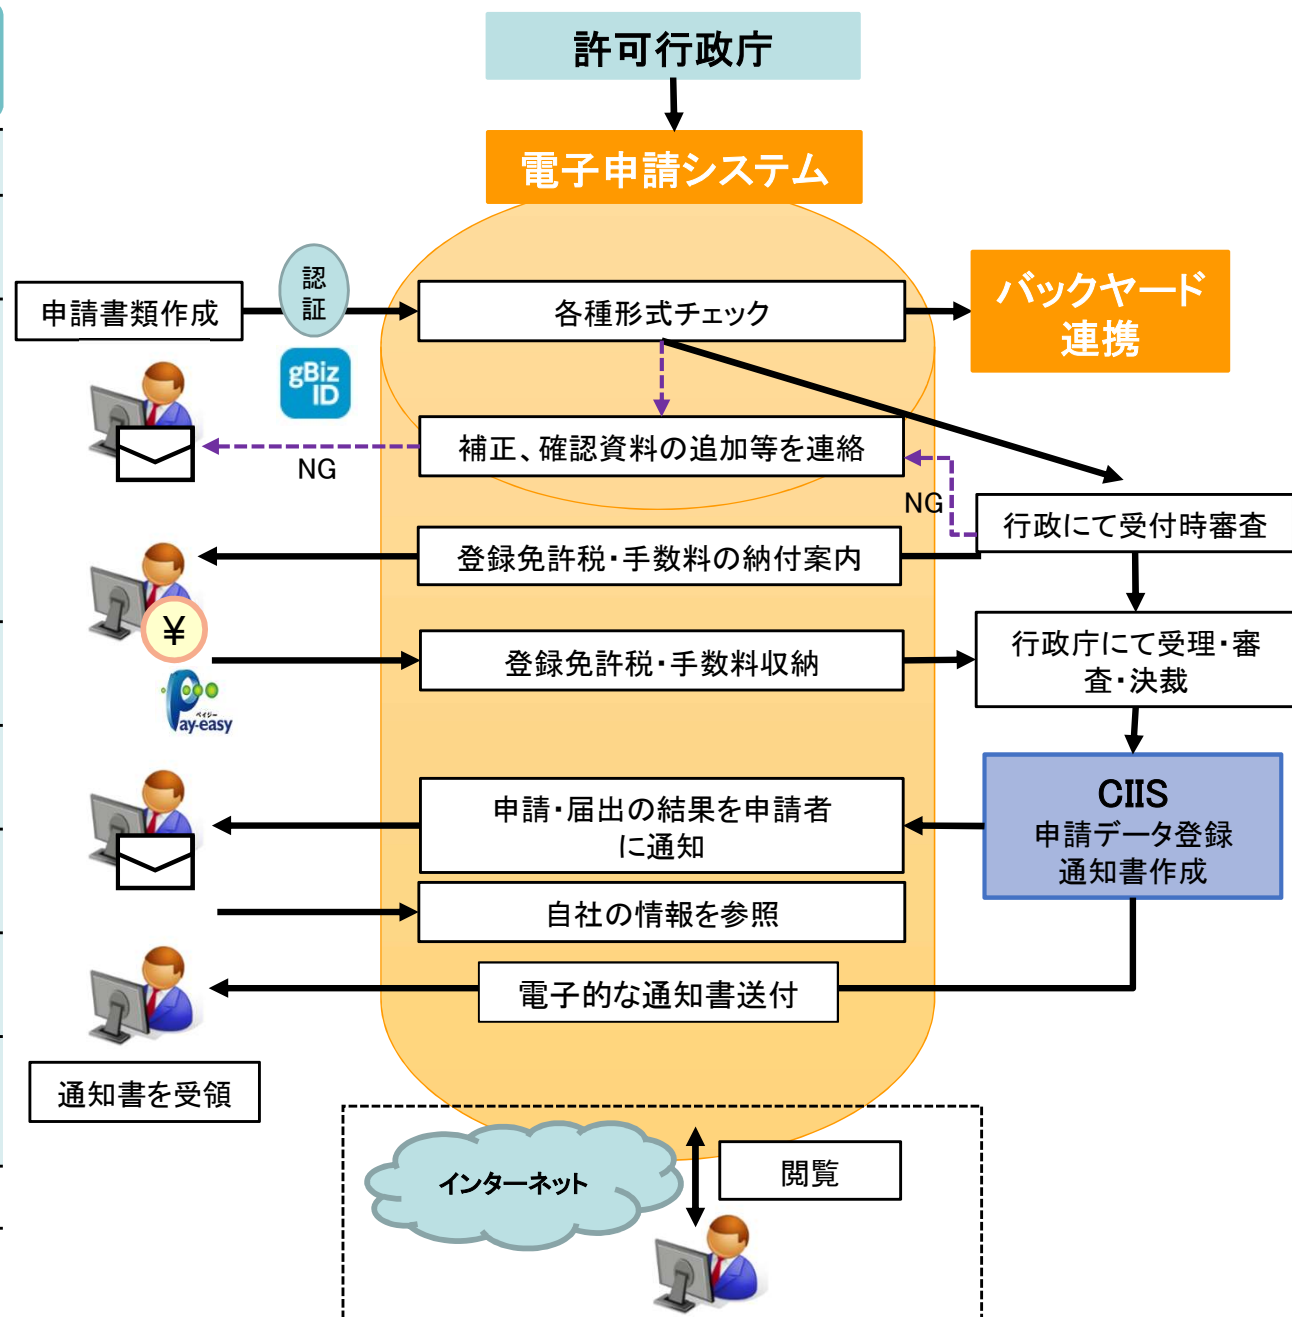 許可行政庁
電子申請システム
認
証
申請書類作成
各種形式チェック
バックヤード
連携
gBiz
ID
補正、確認資料の追加等を連絡
NG
NG
行政にて受付時審査
登録免許税・手数料の納付案内
¥
登録免許税・手数料収納
行政庁にて受理・審
査・決裁
ペイジー
Pay-easy
申請・届出の結果を申請者
に通知
CIIS
申請データ登録
通知書作成
自社の情報を参照
電子的な通知書送付
通知書を受領
インターネット
閲覧